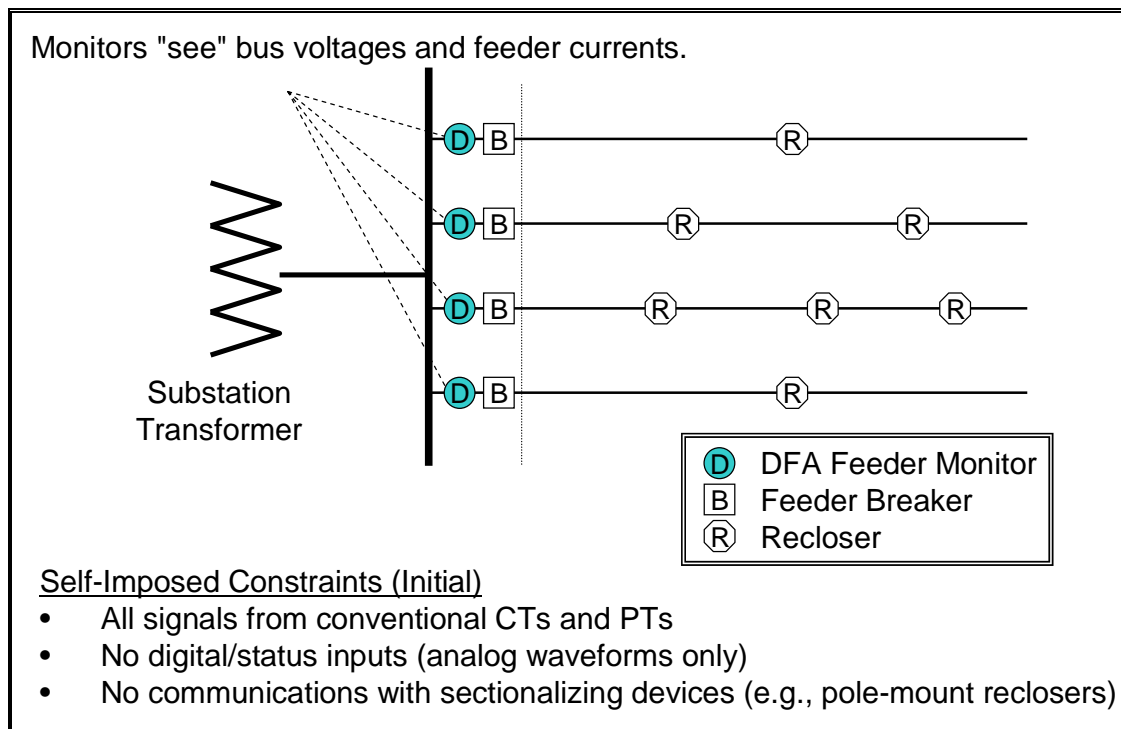 Monitors "see" bus voltages and feeder currents.
D B R
D B R R
D B R R R
D B R
Substation
Transformer
D DFA Feeder Monitor
B Feeder Breaker
R Recloser
Self-Imposed Constraints (Initial)
• All signals from conventional CTs and PTs
• No digital/status inputs (analog waveforms only)
• No communications with sectionalizing devices (e.g., pole-mount reclosers)